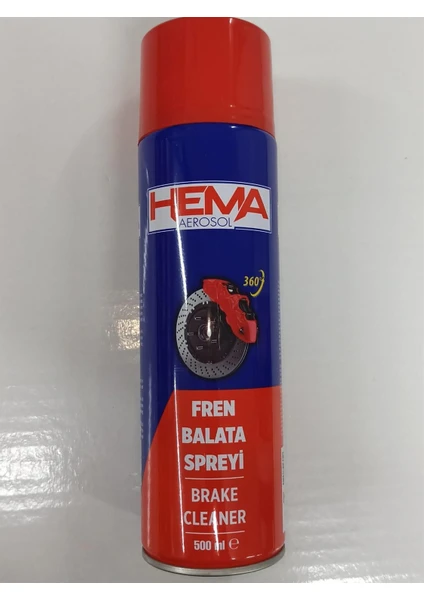 HEMA
AEROSOL
360°
FREN
BALATA
SPREYİ
BRAKE
CLEANER
500 ml e